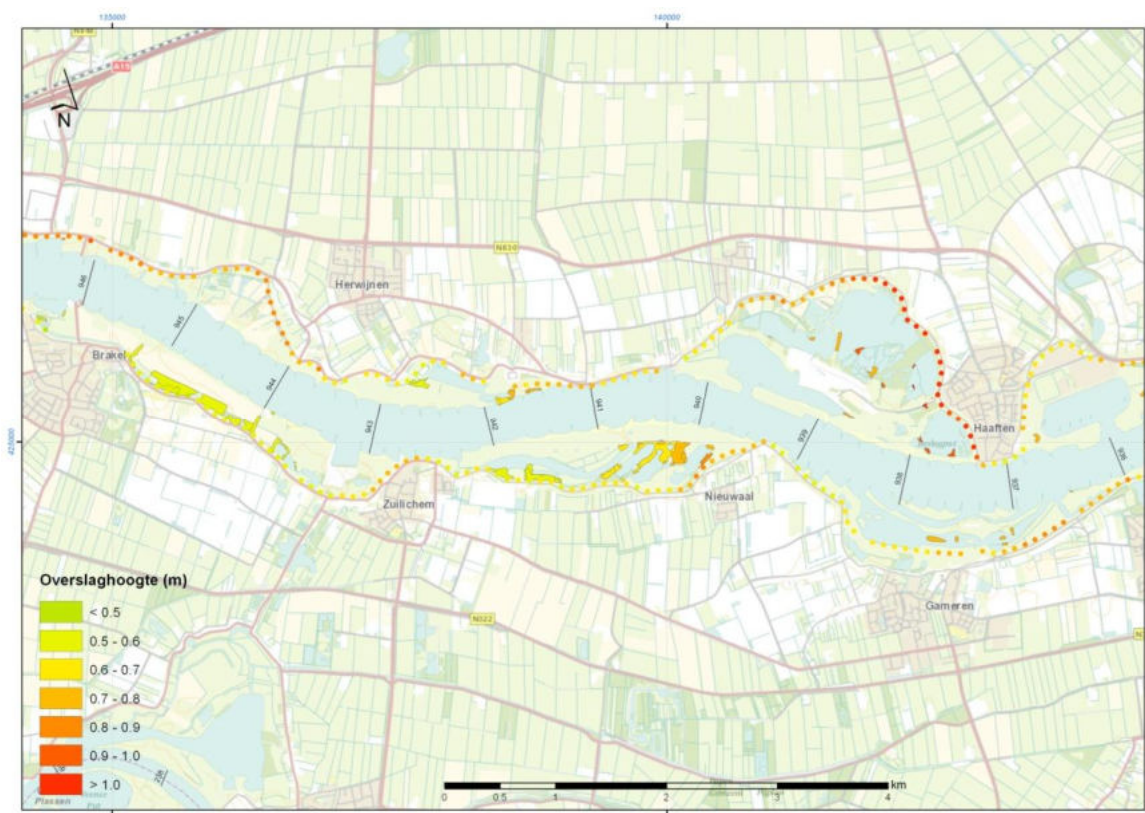 135000
140000
A15
N
N830
Herwijnen
946
945
Brakel
944
943
942
941
940
939
938
937
936
Haaften
425000
Zuilichem
Nieuwaal
Gameren
N322
Overslaghoogte (m)
< 0.5
0.5 - 0.6
0.6 - 0.7
0.7 - 0.8
0.8 - 0.9
0.9 - 1.0
> 1.0
0 0.5 1 2 3 4
km